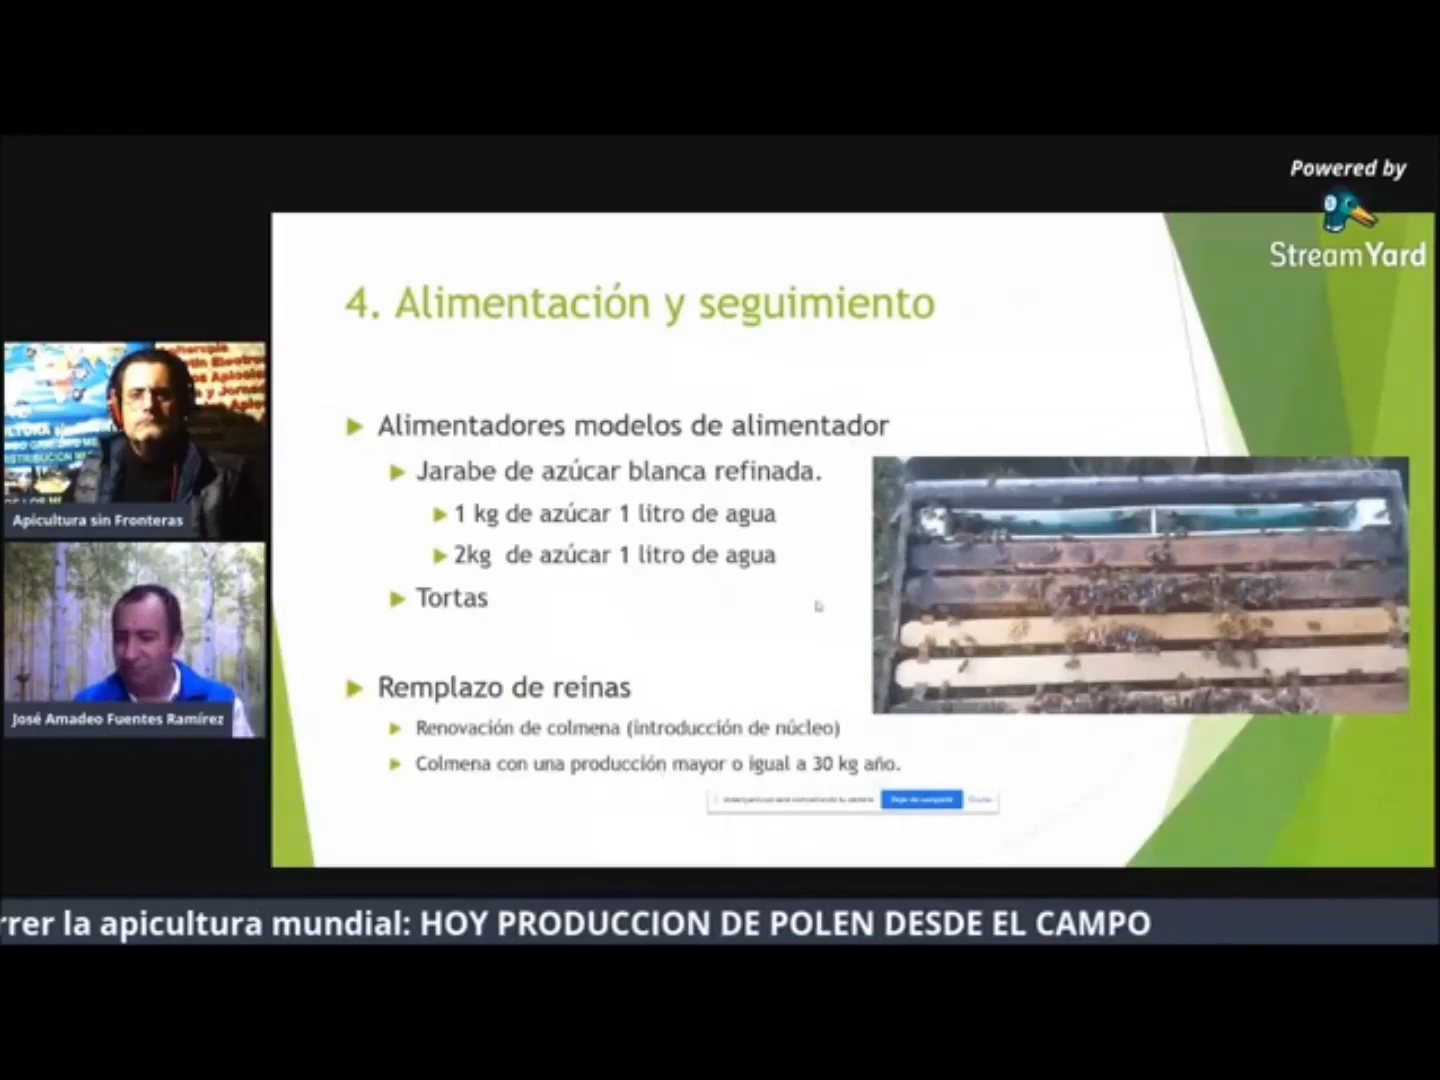 Powered by
StreamYard
4. Alimentación y seguimiento
Alimentadores modelos de alimentador
Jarabe de azúcar blanca refinada.
1 kg de azúcar 1 litro de agua
2kg de azúcar 1 litro de agua
Tortas
Remplazo de reinas
Renovación de colmena (introducción de núcleo)
Colmena con una producción mayor o igual a 30 kg año.
Apicultura sin Fronteras
José Amadeo Fuentes Ramírez
rrer la apicultura mundial: HOY PRODUCCION DE POLEN DESDE EL CAMPO